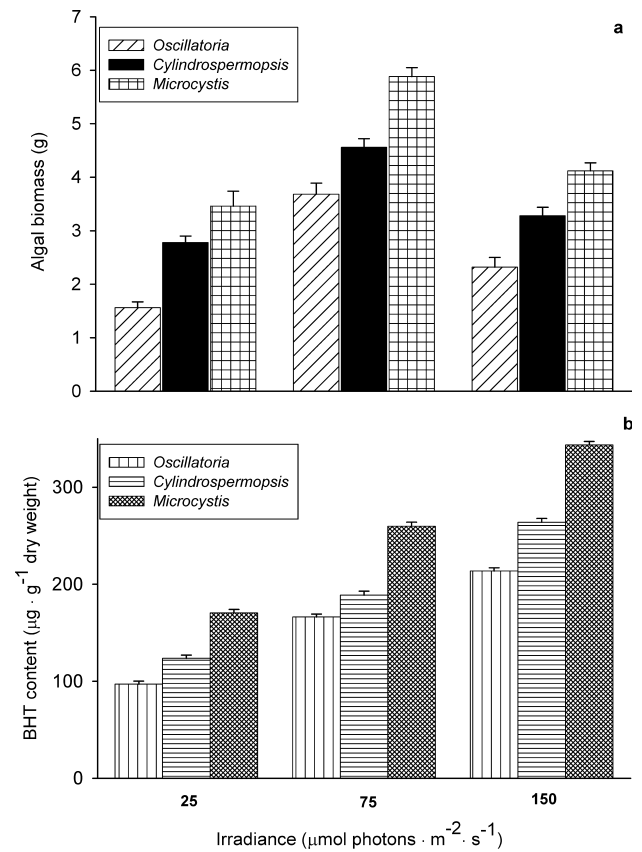 a
Algal biomass (g)
7
6
5
4
3
2
1
0
Oscillatoria
Cylindrospermopsis
Microcystis
b
BHT content (μg · g⁻¹ dry weight)
300
200
100
0
Oscillatoria
Cylindrospermopsis
Microcystis
25 75 150
Irradiance (μmol photons · m⁻² · s⁻¹)